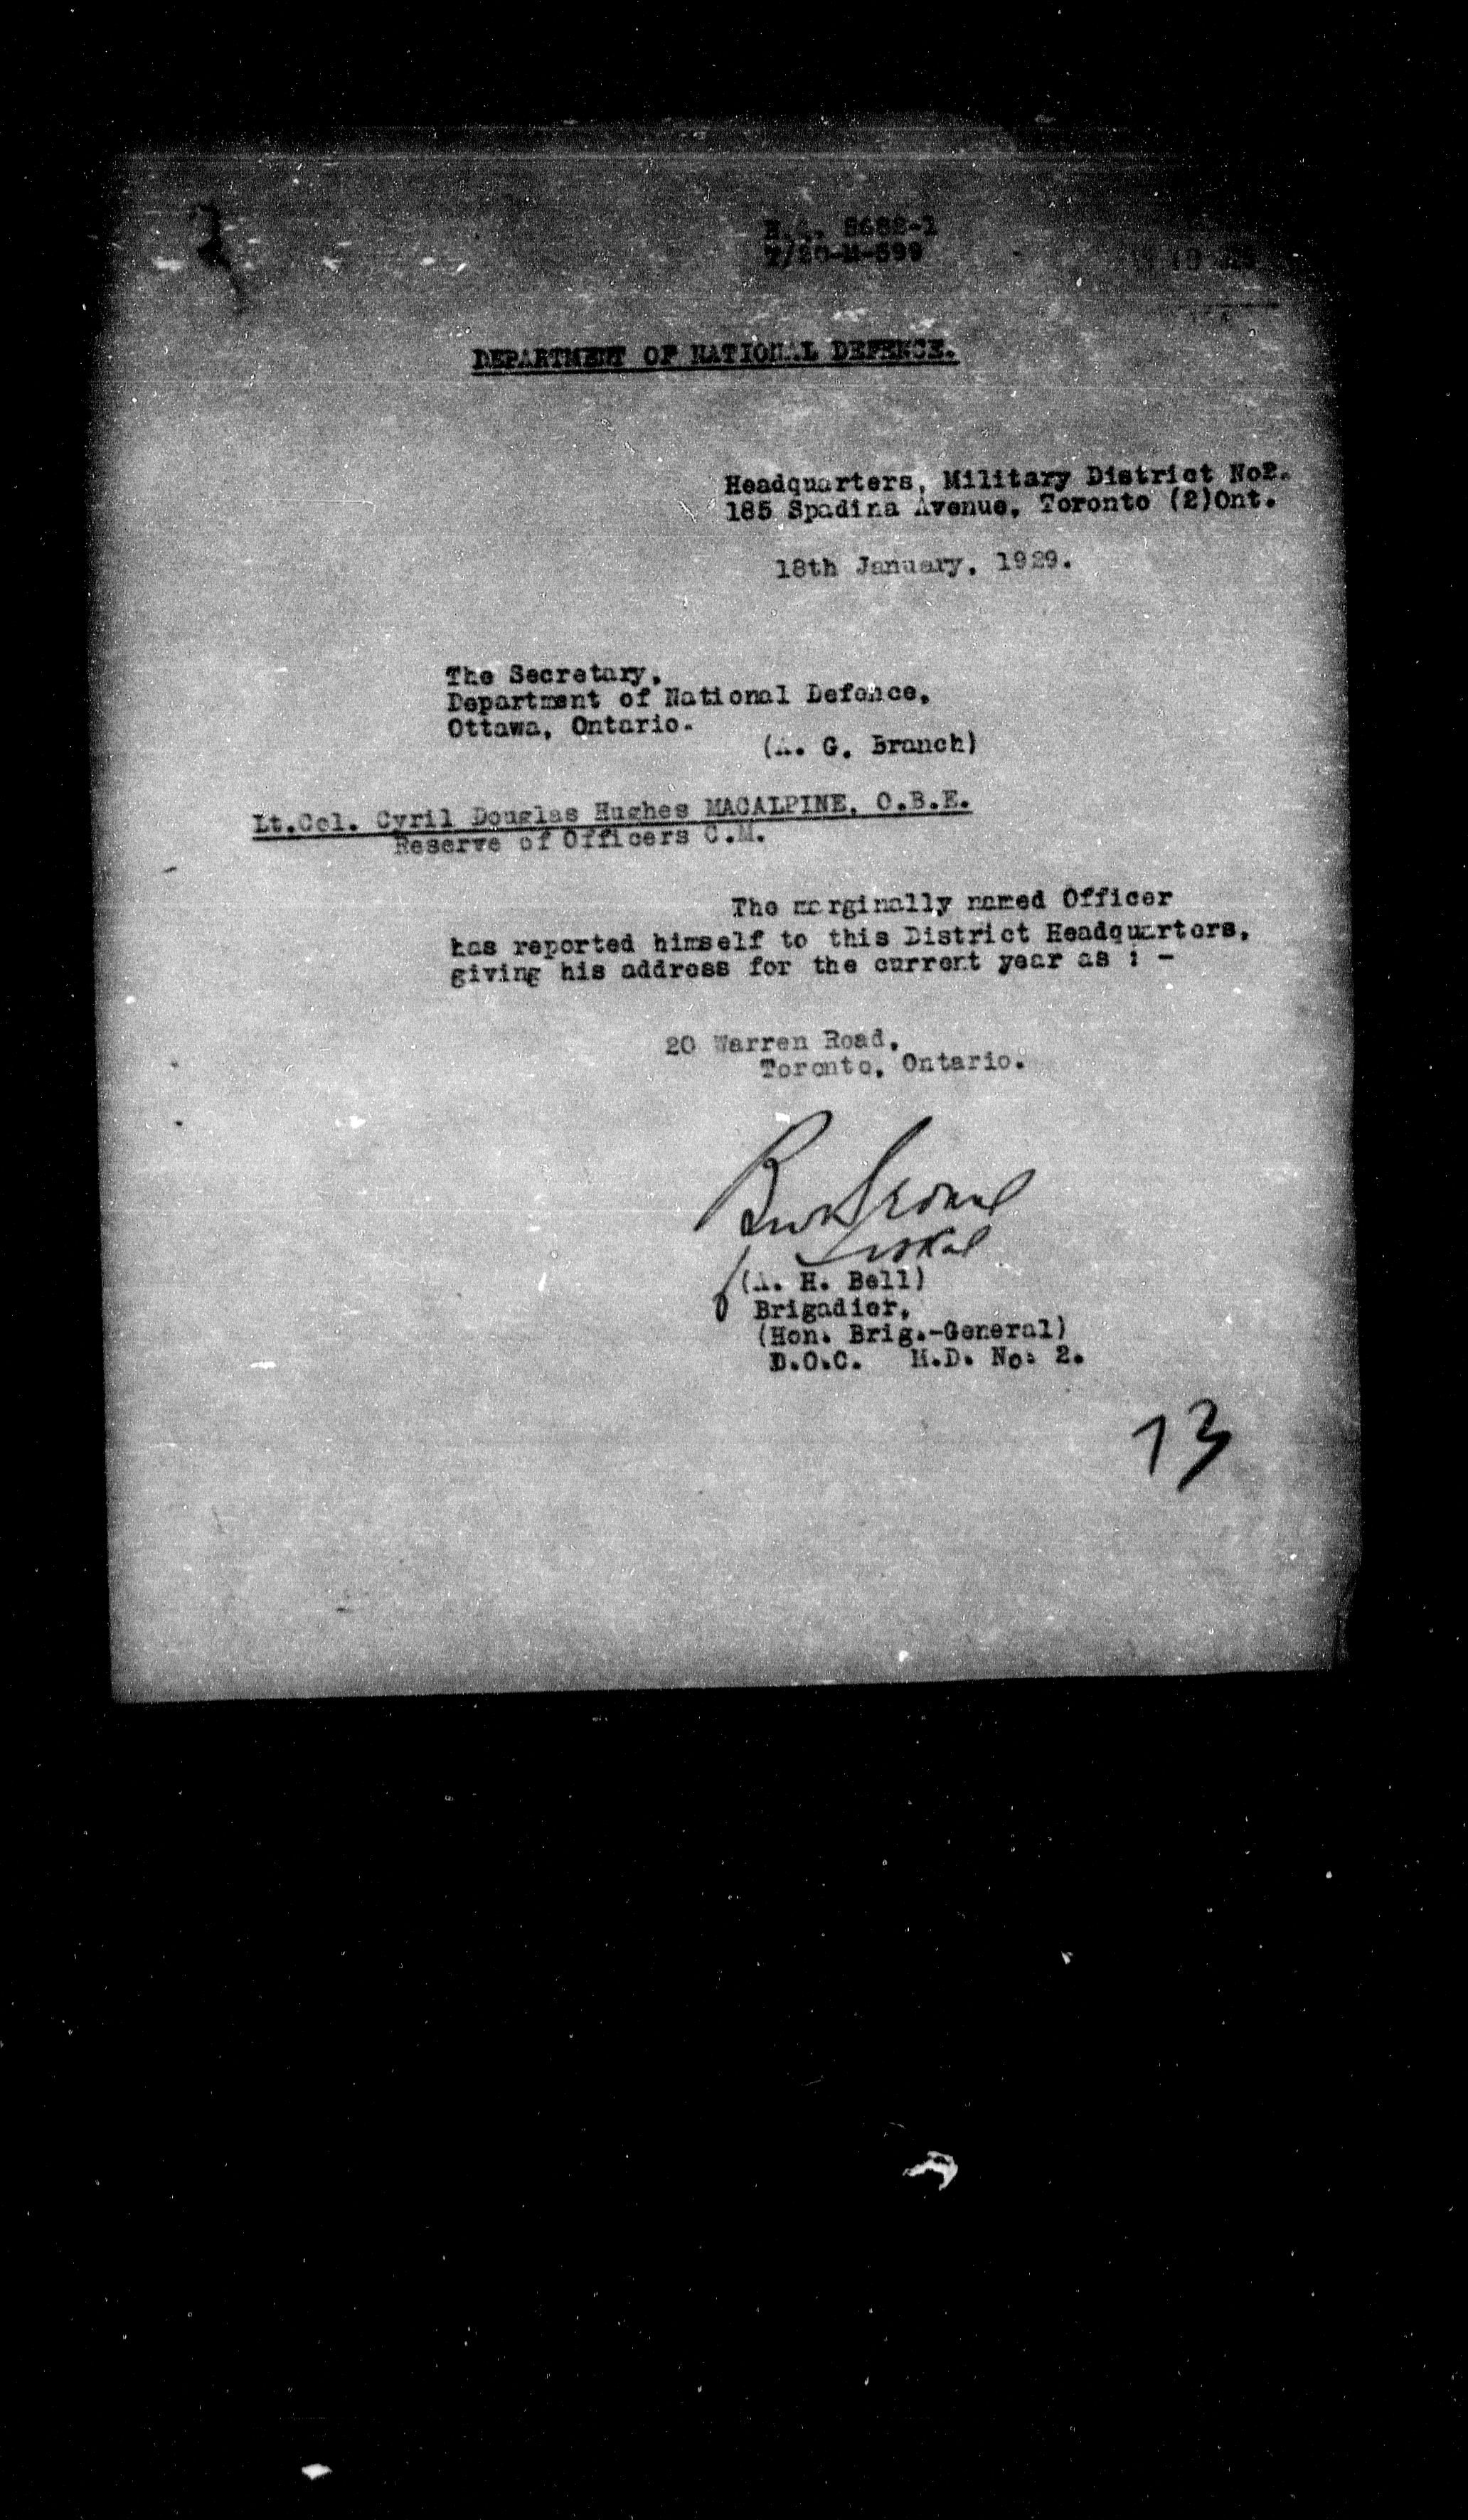 8682-1
DEPARTMENT OF NATIONAL DEFENCE.
Headquarters, Military District No2.
185 Spadina Avenue, Toronto (2)Ont.
18th January, 1929.
The Secretary,
Department of National Defence,
Ottawa, Ontario.
(A. G. Branch)
Lt.Col. Cyril Douglas Hughes MACALPINE, O.B.E.
Reserve of Officers C.M.
The marginally named Officer
has reported himself to this District Headquarters,
giving his address for the current year as : -
20 Warren Road,
Toronto, Ontario.
(A. H. Bell)
Brigadier,
(Hon. Brig.-General)
D.O.C. M.D. No. 2.
13